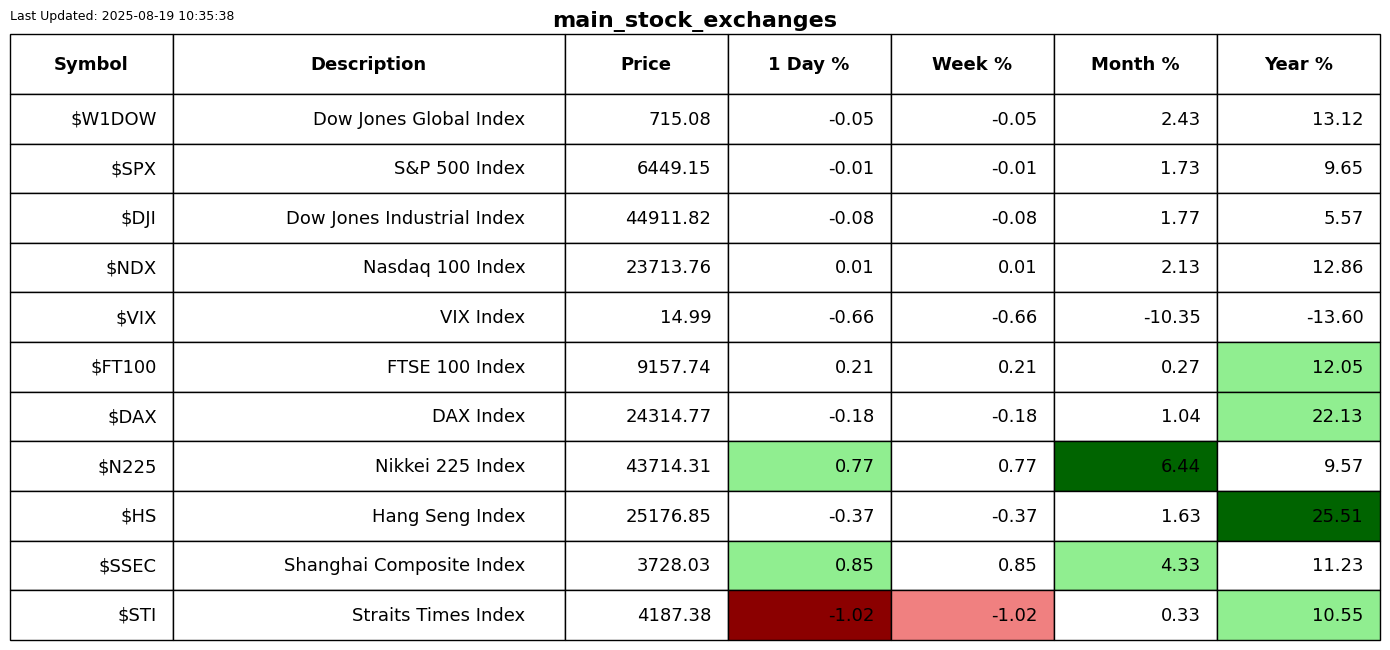 Last Updated: 2025-08-19 10:35:38
main_stock_exchanges
Symbol Description Price 1 Day % Week % Month % Year %
$W1DOW Dow Jones Global Index 715.08 -0.05 -0.05 2.43 13.12
$SPX S&P 500 Index 6449.15 -0.01 -0.01 1.73 9.65
$DJI Dow Jones Industrial Index 44911.82 -0.08 -0.08 1.77 5.57
$NDX Nasdaq 100 Index 23713.76 0.01 0.01 2.13 12.86
$VIX VIX Index 14.99 -0.66 -0.66 -10.35 -13.60
$FT100 FTSE 100 Index 9157.74 0.21 0.21 0.27 12.05
$DAX DAX Index 24314.77 -0.18 -0.18 1.04 22.13
$N225 Nikkei 225 Index 43714.31 0.77 0.77 6.44 9.57
$HS Hang Seng Index 25176.85 -0.37 -0.37 1.63 25.51
$SSEC Shanghai Composite Index 3728.03 0.85 0.85 4.33 11.23
$STI Straits Times Index 4187.38 -1.02 -1.02 0.33 10.55